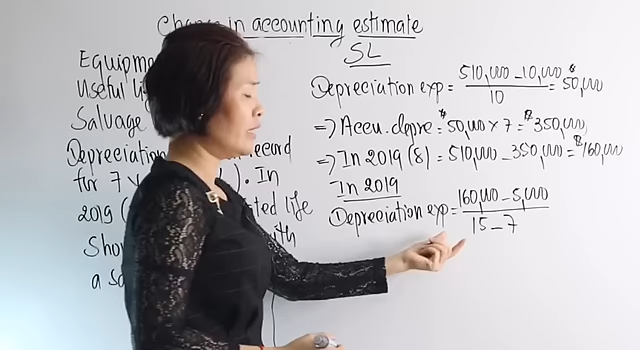 Change in accounting estimate
SL
Equipme
Useful li
Salvage
Depreciation record
for 7 In
2019 ( ted life
Sho with
a s
Depreciation exp = 510,000 - 10,000 / 10 = $50,000
=> Accu. depre = $50,000 x 7 = $350,000
=> In 2019 (8) = 510,000 - 350,000 = $160,000
In 2019
Depreciation exp = 160,000 - 5,000 / 15 - 7